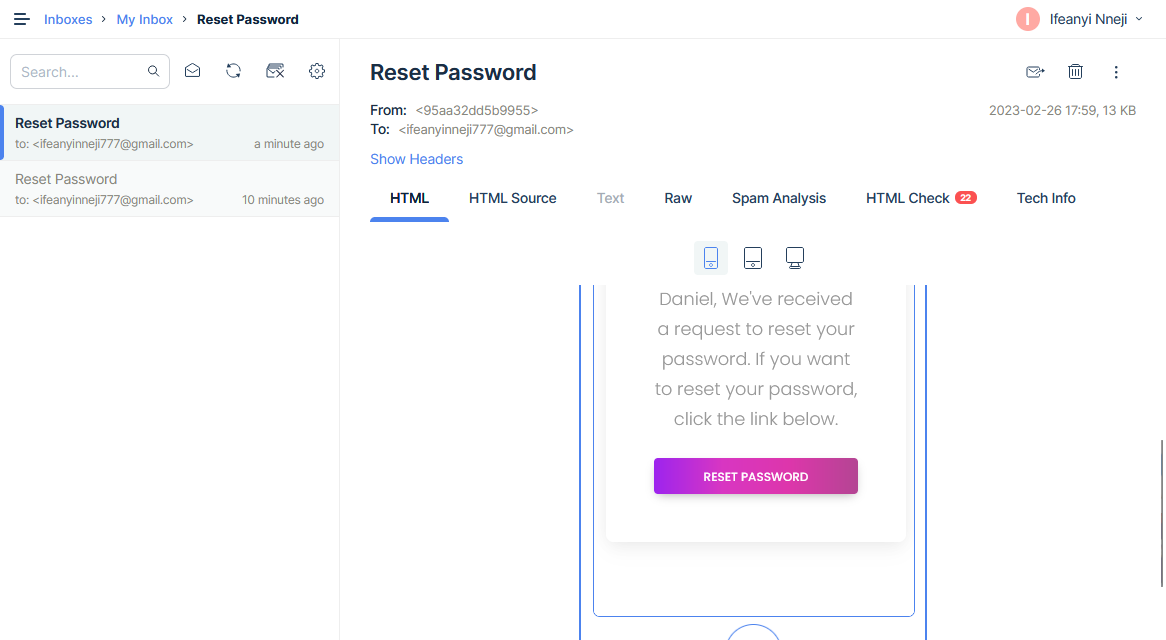 Inboxes > My Inbox > Reset Password
I Ifeanyi Nneji
Search...
Reset Password
to: <ifeanyinneji777@gmail.com> a minute ago
Reset Password
to: <ifeanyinneji777@gmail.com> 10 minutes ago
Reset Password
From: <95aa32dd5b9955> 2023-02-26 17:59, 13 KB
To: <ifeanyinneji777@gmail.com>
Show Headers
HTML HTML Source Text Raw Spam Analysis HTML Check 22 Tech Info
Daniel, We've received
a request to reset your
password. If you want
to reset your password,
click the link below.
RESET PASSWORD